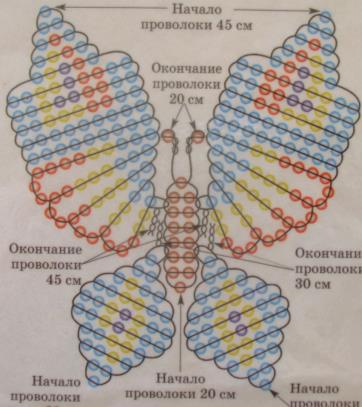 Начало
проволоки 45 см
Окончание
проволоки
20 см
Окончание
проволоки
45 см
Окончани
проволоки
30 см
Начало
проволоки
Начало
проволоки 20 см
Начало
проволоки